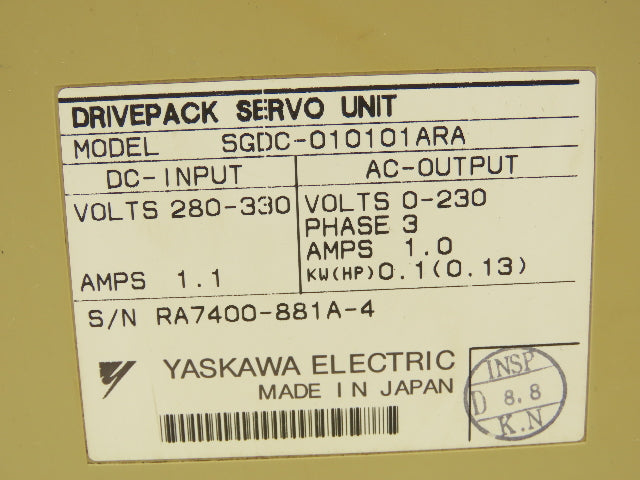 DRIVEPACK SERVO UNIT
MODEL SGDC-010101ARA
DC-INPUT
VOLTS 280-330
AMPS 1.1
AC-OUTPUT
VOLTS 0-230
PHASE 3
AMPS 1.0
KW(HP) 0.1(0.13)
S/N RA7400-881A-4
YASKAWA ELECTRIC
MADE IN JAPAN
INSP
D 8.8
K.N